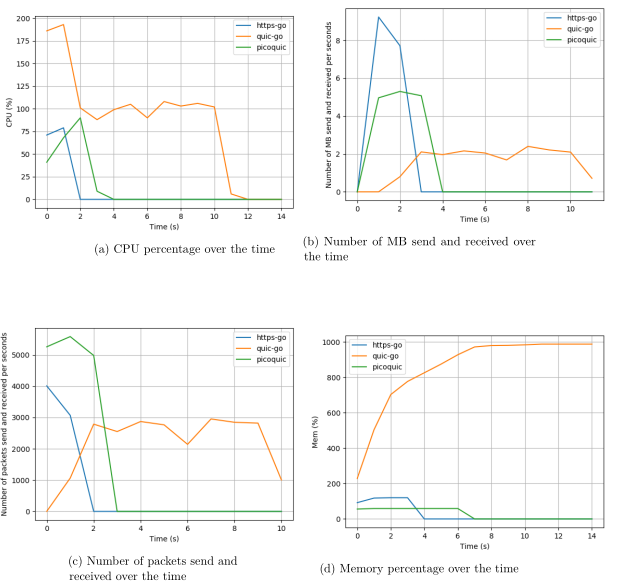 200
175
150
125
100
75
50
25
0
CPU (%)
https-go
quic-go
picoquic
0 2 4 6 8 10 12 14
Time (s)
(a) CPU percentage over the time
8
6
4
2
0
Number of MB send and received per seconds
https-go
quic-go
picoquic
0 2 4 6 8 10
Time (s)
(b) Number of MB send and received over
the time
5000
4000
3000
2000
1000
0
Number of packets send and received per seconds
https-go
quic-go
picoquic
0 2 4 6 8 10
Time (s)
(c) Number of packets send and
received over the time
1000
800
600
400
200
0
Mem (%)
https-go
quic-go
picoquic
0 2 4 6 8 10 12 14
Time (s)
(d) Memory percentage over the time